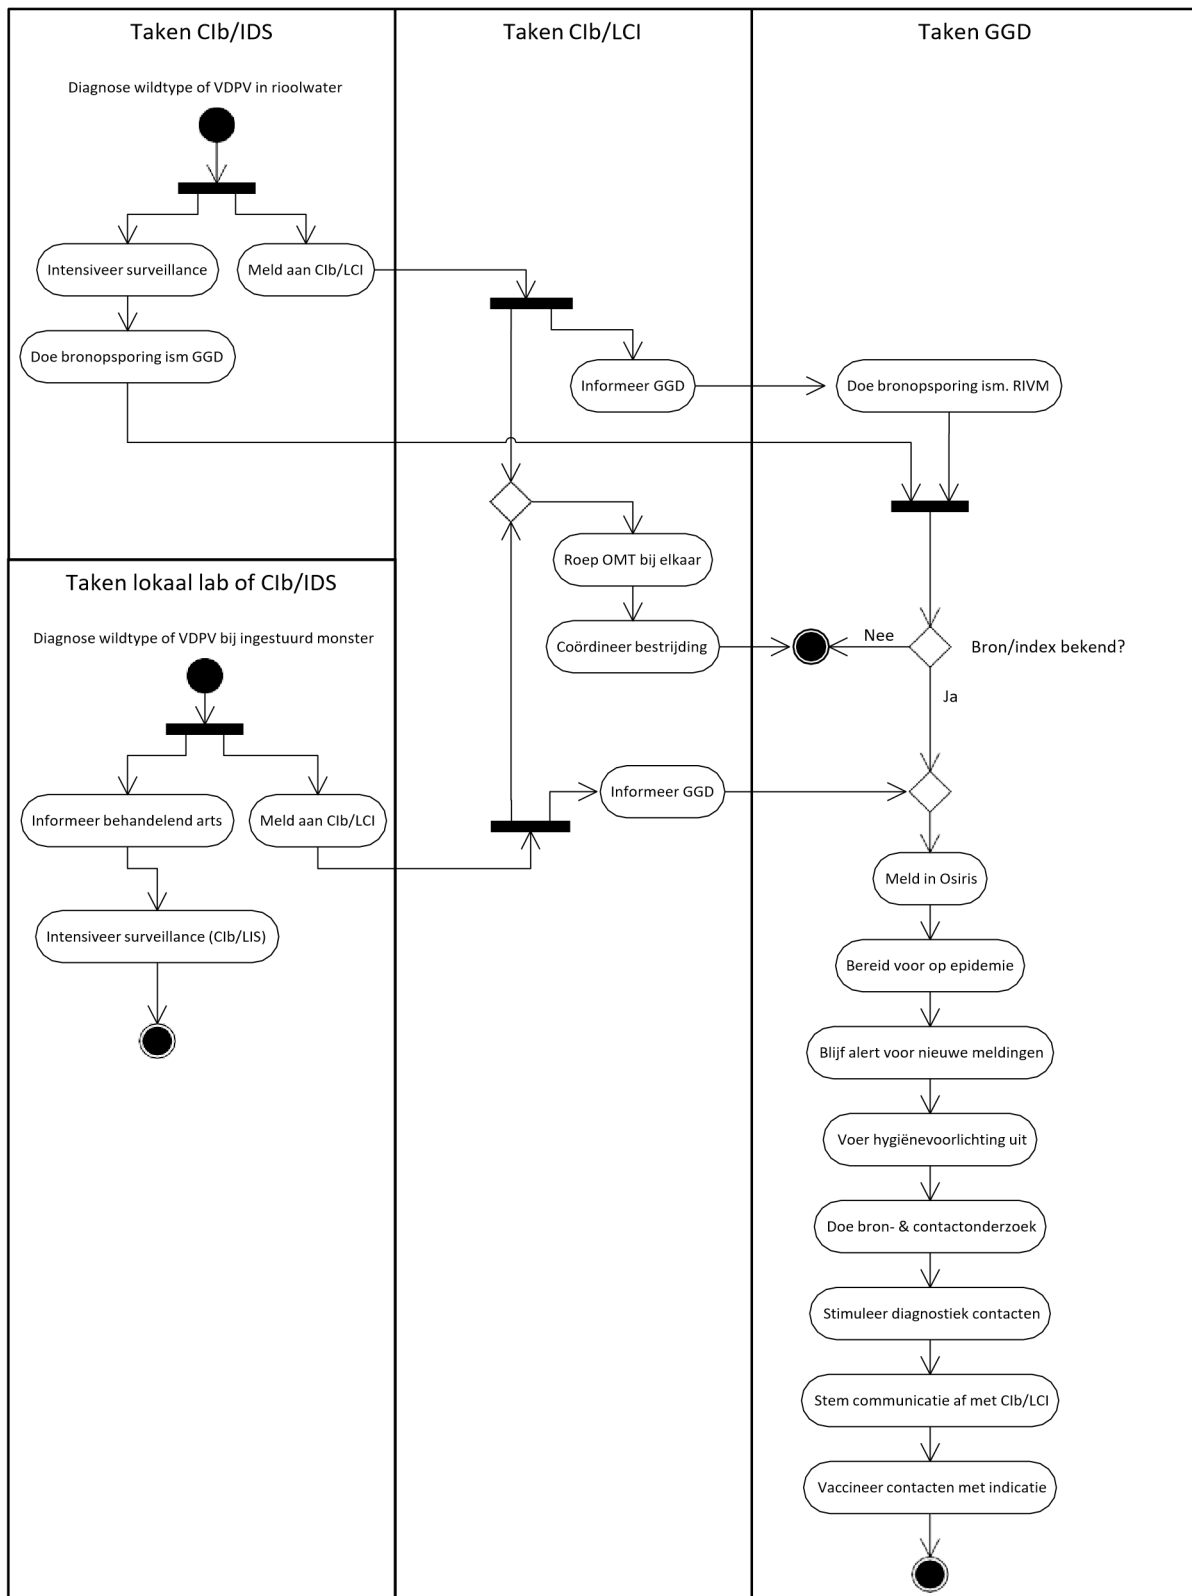 Taken CIb/IDS
Taken CIb/LCI
Taken GGD
Diagnose wildtype of VDPV in rioolwater
Intensiveer surveillance
Meld aan CIb/LCI
Doe bronopsporing ism GGD
Informeer GGD
Doe bronopsporing ism. RIVM
Roep OMT bij elkaar
Coördineer bestrijding
Nee
Bron/index bekend?
Ja
Taken lokaal lab of CIb/IDS
Diagnose wildtype of VDPV bij ingestuurd monster
Informeer behandelend arts
Meld aan CIb/LCI
Intensiveer surveillance (CIb/LIS)
Informeer GGD
Meld in Osiris
Bereid voor op epidemie
Blijf alert voor nieuwe meldingen
Voer hygiënevoorlichting uit
Doe bron- & contactonderzoek
Stimuleer diagnostiek contacten
Stem communicatie af met CIb/LCI
Vaccineer contacten met indicatie